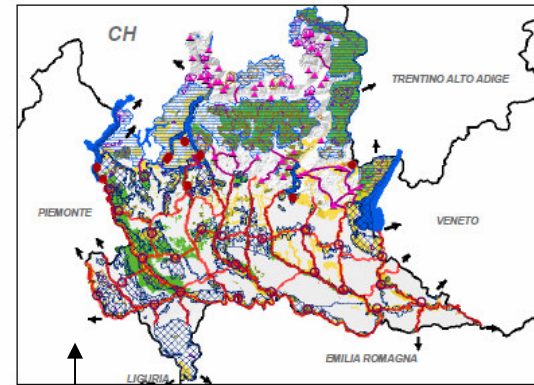 CH
TRENTINO ALTO ADIGE
PIEMONTE
VENETO
EMILIA ROMAGNA
LIGURIA